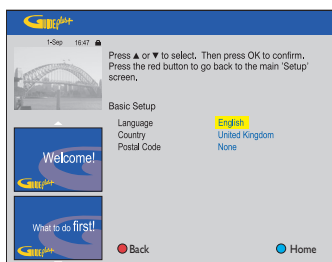 GUIDE plus+
1-Sep 16:47
Press ▲ or ▼ to select. Then press OK to confirm.
Press the red button to go back to the main 'Setup'
screen.
Basic Setup
Language English
Country United Kingdom
Postal Code None
Welcome!
GUIDE plus+
What to do first!
GUIDE plus+
Back
Home